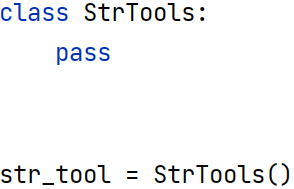 class StrTools:
    pass
str_tool = StrTools()